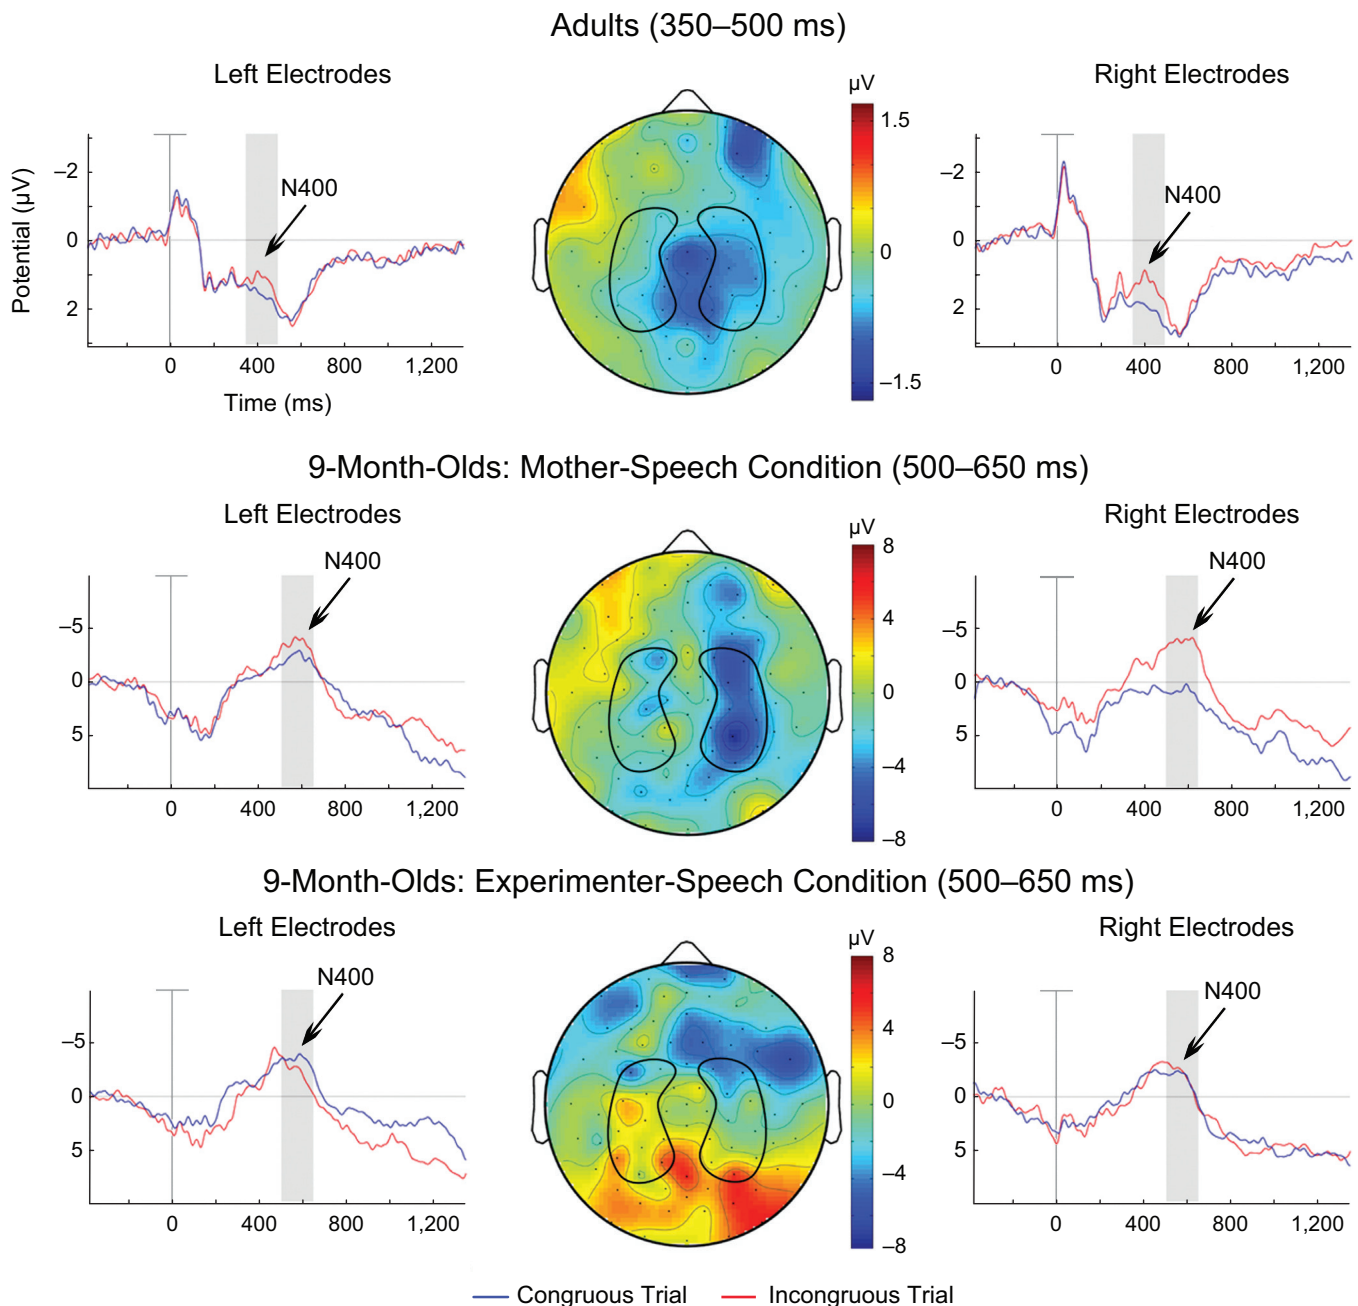 Adults (350–500 ms)
Left Electrodes
Right Electrodes
µV
1.5
0
–1.5
Potential (µV)
–2
0
2
N400
0
400
800
1,200
Time (ms)
–2
0
2
N400
0
400
800
1,200
9-Month-Olds: Mother-Speech Condition (500–650 ms)
Left Electrodes
Right Electrodes
µV
8
4
0
–4
–8
N400
–5
0
5
0
400
800
1,200
N400
–5
0
5
0
400
800
1,200
9-Month-Olds: Experimenter-Speech Condition (500–650 ms)
Left Electrodes
Right Electrodes
µV
8
4
0
–4
–8
N400
–5
0
5
0
400
800
1,200
N400
–5
0
5
0
400
800
1,200
Congruous Trial
Incongruous Trial